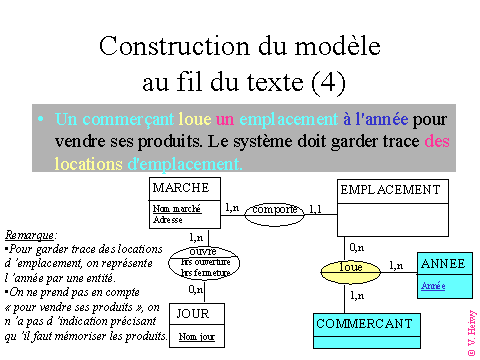 Construction du modèle
au fil du texte (4)
• Un commerçant loue un emplacement à l'année pour
vendre ses produits. Le système doit garder trace des
locations d'emplacement.
MARCHE
Nom marché
Adresse
1,n
comporte
1,1
EMPLACEMENT
Remarque:
•Pour garder trace des locations
d 'emplacement, on représente
l 'année par une entité.
•On ne prend pas en compte
« pour vendre ses produits », on
n 'a pas d 'indication précisant
qu 'il faut mémoriser les produits.
1,n
ouvre
hrs ouverture
hrs fermeture
0,n
JOUR
Nom jour
0,n
loue
1,n
ANNEE
Année
1,n
COMMERCANT
© V. Heiwy